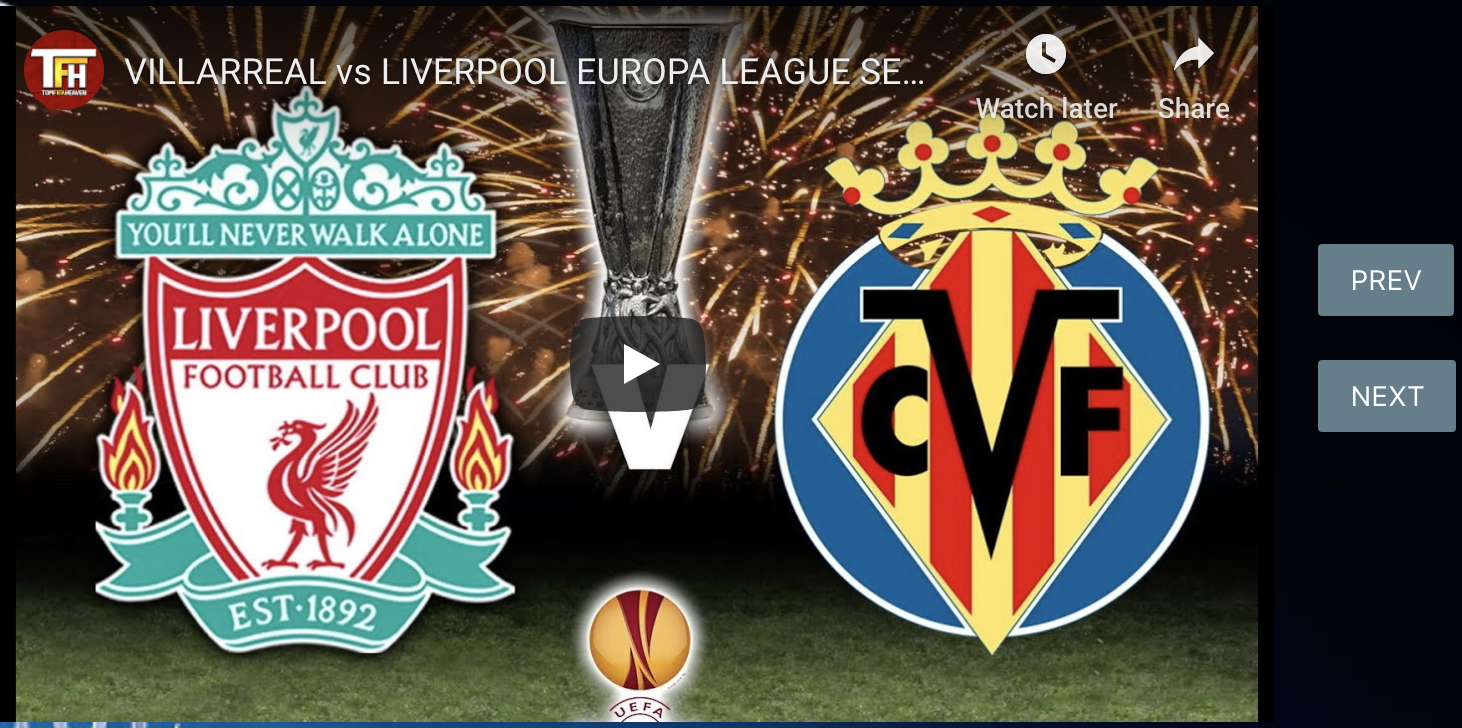 TFH
TOMFIFAHEAVEN
VILLARREAL vs LIVERPOOL EUROPA LEAGUE SE...
Watch later
Share
YOU'LL NEVER WALK ALONE
LIVERPOOL
FOOTBALL CLUB
EST·1892
V
CVF
UEFA
PREV
NEXT